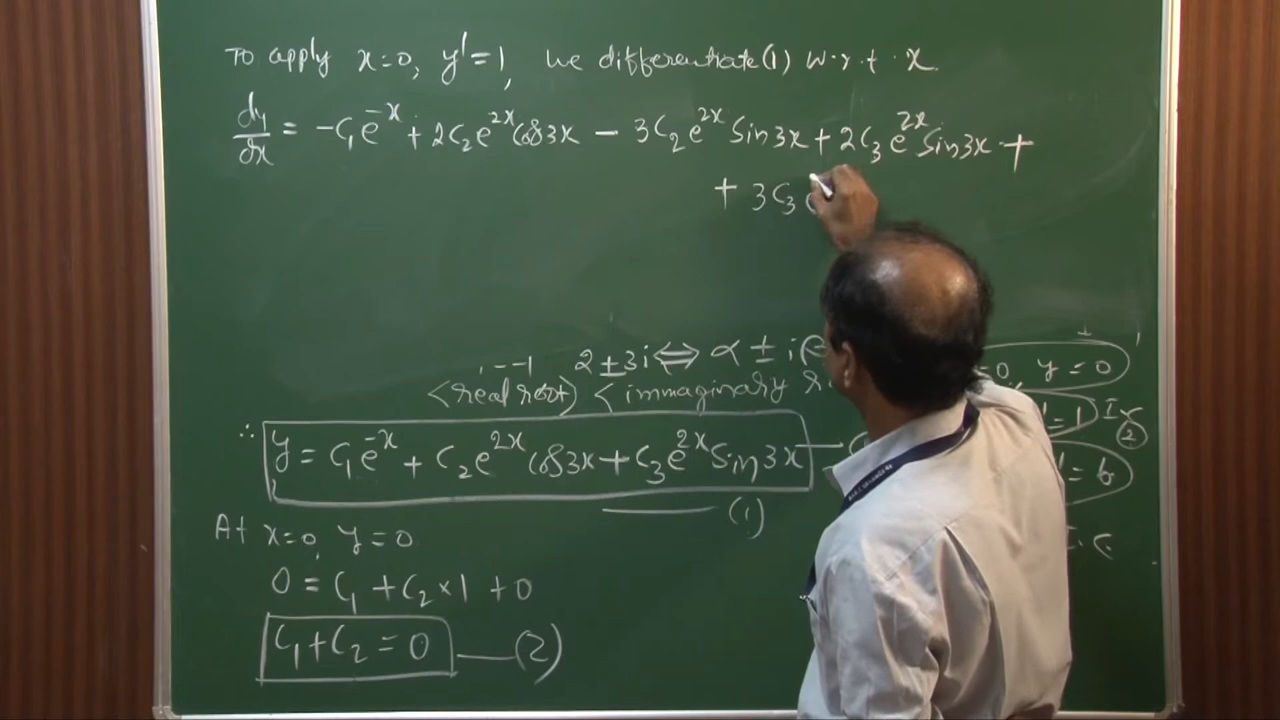 To apply x=0, y'=1, we differentiate (1) w.r.t. x.
dy/dx = -C₁e^{-x} + 2C₂e^{2x}Cos3x - 3C₂e^{2x} Sin3x + 2C₃e^{2x}Sin3x +
+ 3C₃
-1 2±3i ⟺ α ± i
<real root) <immaginary
=0, y=0
∴ y = C₁e^{-x} + C₂e^{2x} Cos3x + C₃e^{2x} Sin3x
=1
(2)
= 6
(1)
At x=0, y=0
0 = C₁ + C₂×1 + 0
C₁+C₂ = 0 (2)